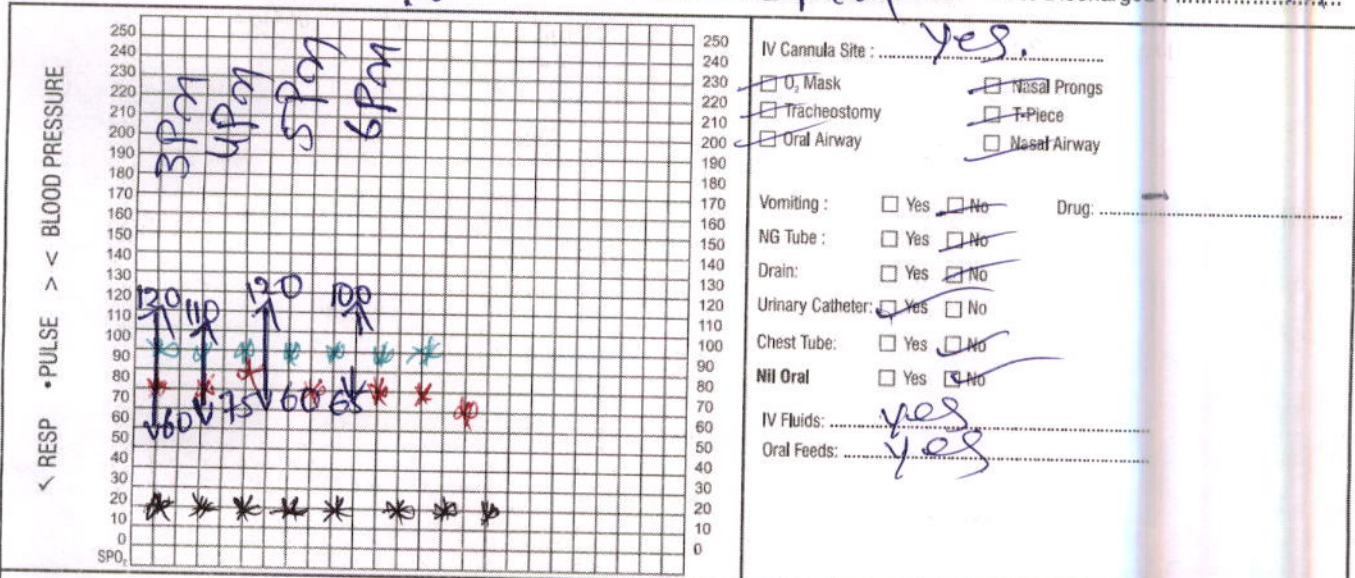 Discharged :
BLOOD PRESSURE
> <
• PULSE
< RESP
250 250
240 240
230 230
220 220
210 210
200 200
190 190
180 180
170 170
160 160
150 150
140 140
130 130
120 120
110 110
100 100
90 90
80 80
70 70
60 60
50 50
40 40
30 30
20 20
10 10
0 0
SPO₂
3pm 4pm 5pm 6pm
120 110 120 100
60 75 60 65
IV Cannula Site : yes.
O₂ Mask Nasal Prongs
Tracheostomy T-Piece
Oral Airway Nasal Airway
Vomiting : Yes No Drug:
NG Tube : Yes No
Drain: Yes No
Urinary Catheter: Yes No
Chest Tube: Yes No
Nil Oral Yes No
IV Fluids: yes
Oral Feeds: yes